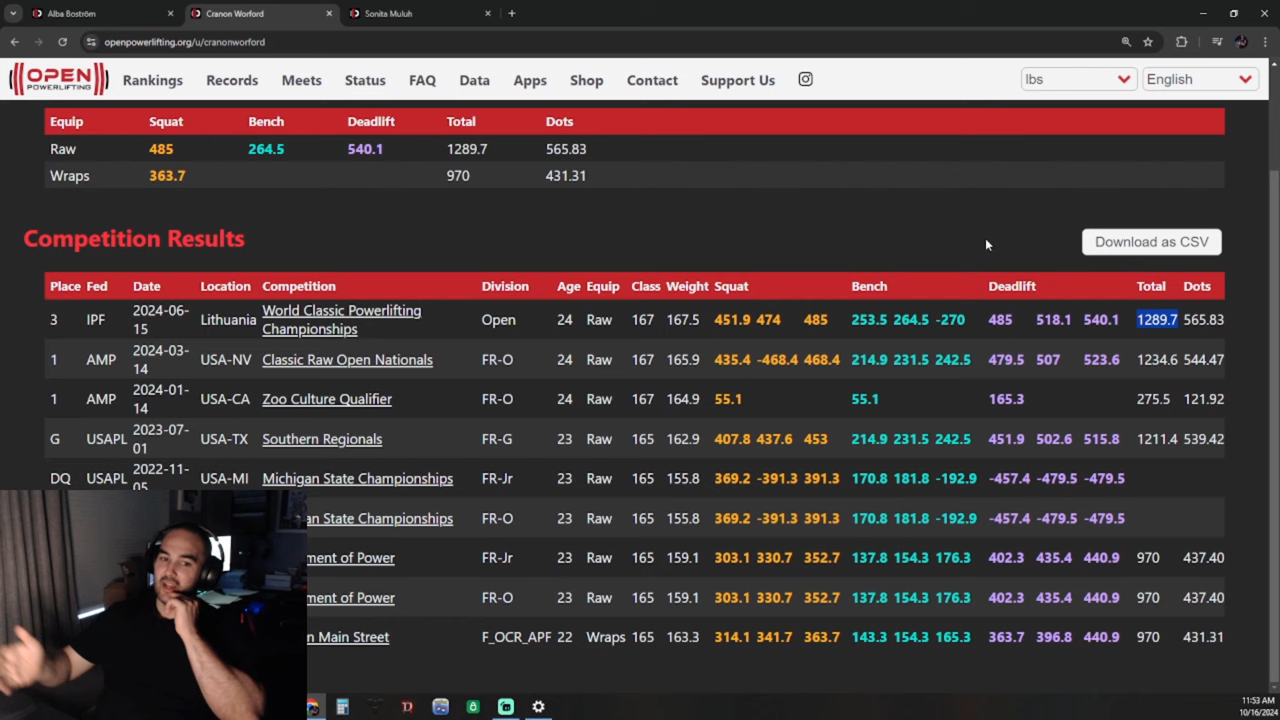 Alba Boström
Cranon Worford
Sonita Muluh
openpowerlifting.org/u/cranonworford
OPEN POWERLIFTING Rankings Records Meets Status FAQ Data Apps Shop Contact Support Us lbs English
Equip Squat Bench Deadlift Total Dots
Raw 485 264.5 540.1 1289.7 565.83
Wraps 363.7 970 431.31
Competition Results
Download as CSV
Place Fed Date Location Competition Division Age Equip Class Weight Squat Bench Deadlift Total Dots
3 IPF 2024-06-15 Lithuania World Classic Powerlifting Championships Open 24 Raw 167 167.5 451.9 474 485 253.5 264.5 -270 485 518.1 540.1 1289.7 565.83
1 AMP 2024-03-14 USA-NV Classic Raw Open Nationals FR-O 24 Raw 167 165.9 435.4 -468.4 468.4 214.9 231.5 242.5 479.5 507 523.6 1234.6 544.47
1 AMP 2024-01-14 USA-CA Zoo Culture Qualifier FR-O 24 Raw 167 164.9 55.1 55.1 165.3 275.5 121.92
G USAPL 2023-07-01 USA-TX Southern Regionals FR-G 23 Raw 165 162.9 407.8 437.6 453 214.9 231.5 242.5 451.9 502.6 515.8 1211.4 539.42
DQ USAPL 2022-11-05 USA-MI Michigan State Championships FR-Jr 23 Raw 165 155.8 369.2 -391.3 391.3 170.8 181.8 -192.9 -457.4 -479.5 -479.5
an State Championships FR-O 23 Raw 165 155.8 369.2 -391.3 391.3 170.8 181.8 -192.9 -457.4 -479.5 -479.5
ment of Power FR-Jr 23 Raw 165 159.1 303.1 330.7 352.7 137.8 154.3 176.3 402.3 435.4 440.9 970 437.40
ment of Power FR-O 23 Raw 165 159.1 303.1 330.7 352.7 137.8 154.3 176.3 402.3 435.4 440.9 970 437.40
n Main Street F_OCR_APF 22 Wraps 165 163.3 314.1 341.7 363.7 143.3 154.3 165.3 363.7 396.8 440.9 970 431.31
11:53 AM
10/16/2024